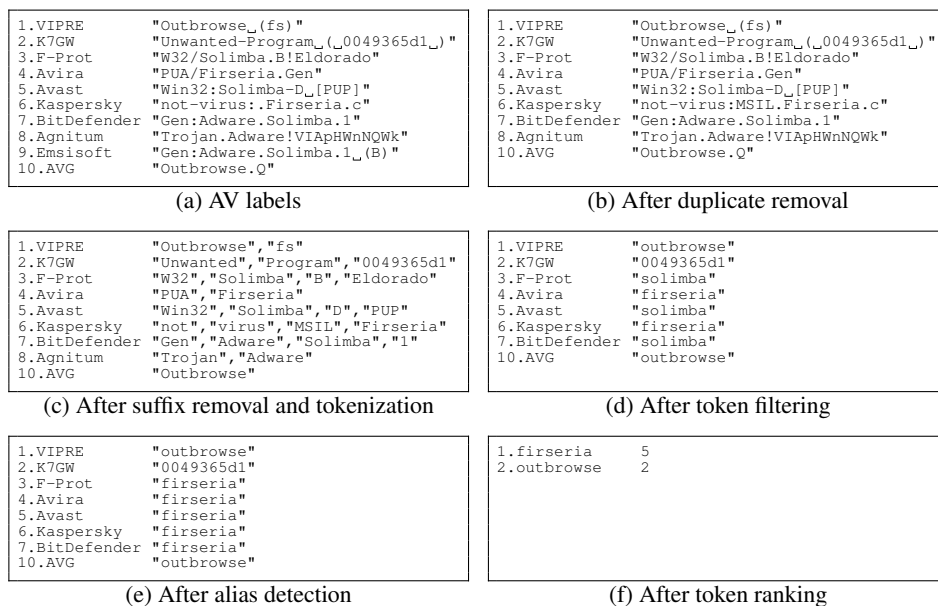 1.VIPRE "Outbrowse␣(fs)"
2.K7GW "Unwanted-Program␣(␣0049365d1␣)"
3.F-Prot "W32/Solimba.B!Eldorado"
4.Avira "PUA/Firseria.Gen"
5.Avast "Win32:Solimba-D␣[PUP]"
6.Kaspersky "not-virus:.Firseria.c"
7.BitDefender "Gen:Adware.Solimba.1"
8.Agnitum "Trojan.Adware!VIApHWnNQWk"
9.Emsisoft "Gen:Adware.Solimba.1␣(B)"
10.AVG "Outbrowse.Q"
(a) AV labels
1.VIPRE "Outbrowse␣(fs)"
2.K7GW "Unwanted-Program␣(␣0049365d1␣)"
3.F-Prot "W32/Solimba.B!Eldorado"
4.Avira "PUA/Firseria.Gen"
5.Avast "Win32:Solimba-D␣[PUP]"
6.Kaspersky "not-virus:MSIL.Firseria.c"
7.BitDefender "Gen:Adware.Solimba.1"
8.Agnitum "Trojan.Adware!VIApHWnNQWk"
10.AVG "Outbrowse.Q"
(b) After duplicate removal
1.VIPRE "Outbrowse","fs"
2.K7GW "Unwanted","Program","0049365d1"
3.F-Prot "W32","Solimba","B","Eldorado"
4.Avira "PUA","Firseria"
5.Avast "Win32","Solimba","D","PUP"
6.Kaspersky "not","virus","MSIL","Firseria"
7.BitDefender "Gen","Adware","Solimba","1"
8.Agnitum "Trojan","Adware"
10.AVG "Outbrowse"
(c) After suffix removal and tokenization
1.VIPRE "outbrowse"
2.K7GW "0049365d1"
3.F-Prot "solimba"
4.Avira "firseria"
5.Avast "solimba"
6.Kaspersky "firseria"
7.BitDefender "solimba"
10.AVG "outbrowse"
(d) After token filtering
1.VIPRE "outbrowse"
2.K7GW "0049365d1"
3.F-Prot "firseria"
4.Avira "firseria"
5.Avast "firseria"
6.Kaspersky "firseria"
7.BitDefender "firseria"
10.AVG "outbrowse"
(e) After alias detection
1.firseria 5
2.outbrowse 2
(f) After token ranking